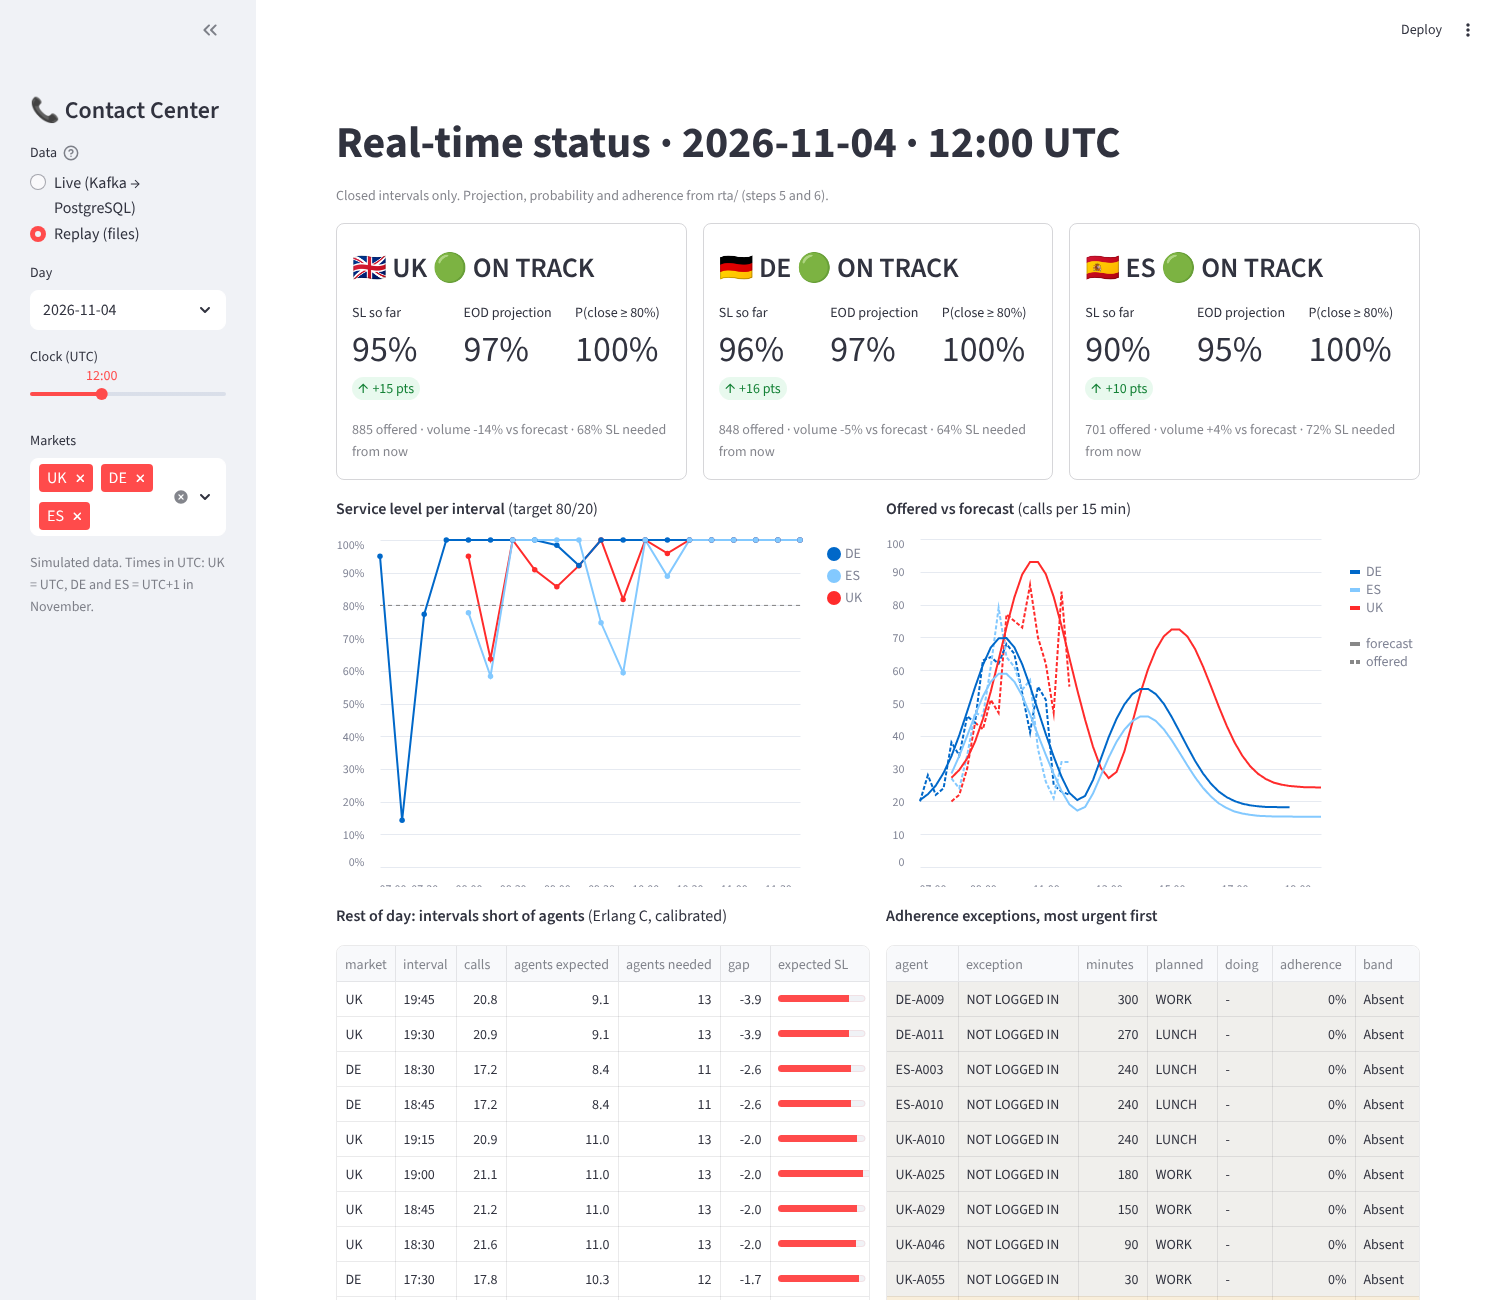 Deploy
📞 Contact Center
Data
Live (Kafka →
PostgreSQL)
Replay (files)
Day
2026-11-04
Clock (UTC)
12:00
Markets
UK ×
DE ×
ES ×
Simulated data. Times in UTC: UK
= UTC, DE and ES = UTC+1 in
November.
Real-time status · 2026-11-04 · 12:00 UTC
Closed intervals only. Projection, probability and adherence from rta/ (steps 5 and 6).
🇬🇧 UK 🟢 ON TRACK
SL so far EOD projection P(close ≥ 80%)
95% 97% 100%
↑ +15 pts
885 offered · volume -14% vs forecast · 68% SL needed
from now
🇩🇪 DE 🟢 ON TRACK
SL so far EOD projection P(close ≥ 80%)
96% 97% 100%
↑ +16 pts
848 offered · volume -5% vs forecast · 64% SL needed
from now
🇪🇸 ES 🟢 ON TRACK
SL so far EOD projection P(close ≥ 80%)
90% 95% 100%
↑ +10 pts
701 offered · volume +4% vs forecast · 72% SL needed
from now
Service level per interval (target 80/20)
100%
90%
80%
70%
60%
50%
40%
30%
20%
10%
0%
DE
ES
UK
Offered vs forecast (calls per 15 min)
100
90
80
70
60
50
40
30
20
10
0
DE
ES
UK
forecast
offered
Rest of day: intervals short of agents (Erlang C, calibrated)
market interval calls agents expected agents needed gap expected SL
UK 19:45 20.8 9.1 13 -3.9
UK 19:30 20.9 9.1 13 -3.9
DE 18:30 17.2 8.4 11 -2.6
DE 18:45 17.2 8.4 11 -2.6
UK 19:15 20.9 11.0 13 -2.0
UK 19:00 21.1 11.0 13 -2.0
UK 18:45 21.2 11.0 13 -2.0
UK 18:30 21.6 11.0 13 -2.0
DE 17:30 17.8 10.3 12 -1.7
Adherence exceptions, most urgent first
agent exception minutes planned doing adherence band
DE-A009 NOT LOGGED IN 300 WORK - 0% Absent
DE-A011 NOT LOGGED IN 270 LUNCH - 0% Absent
ES-A003 NOT LOGGED IN 240 LUNCH - 0% Absent
ES-A010 NOT LOGGED IN 240 LUNCH - 0% Absent
UK-A010 NOT LOGGED IN 240 LUNCH - 0% Absent
UK-A025 NOT LOGGED IN 180 WORK - 0% Absent
UK-A029 NOT LOGGED IN 150 WORK - 0% Absent
UK-A046 NOT LOGGED IN 90 WORK - 0% Absent
UK-A055 NOT LOGGED IN 30 WORK - 0% Absent